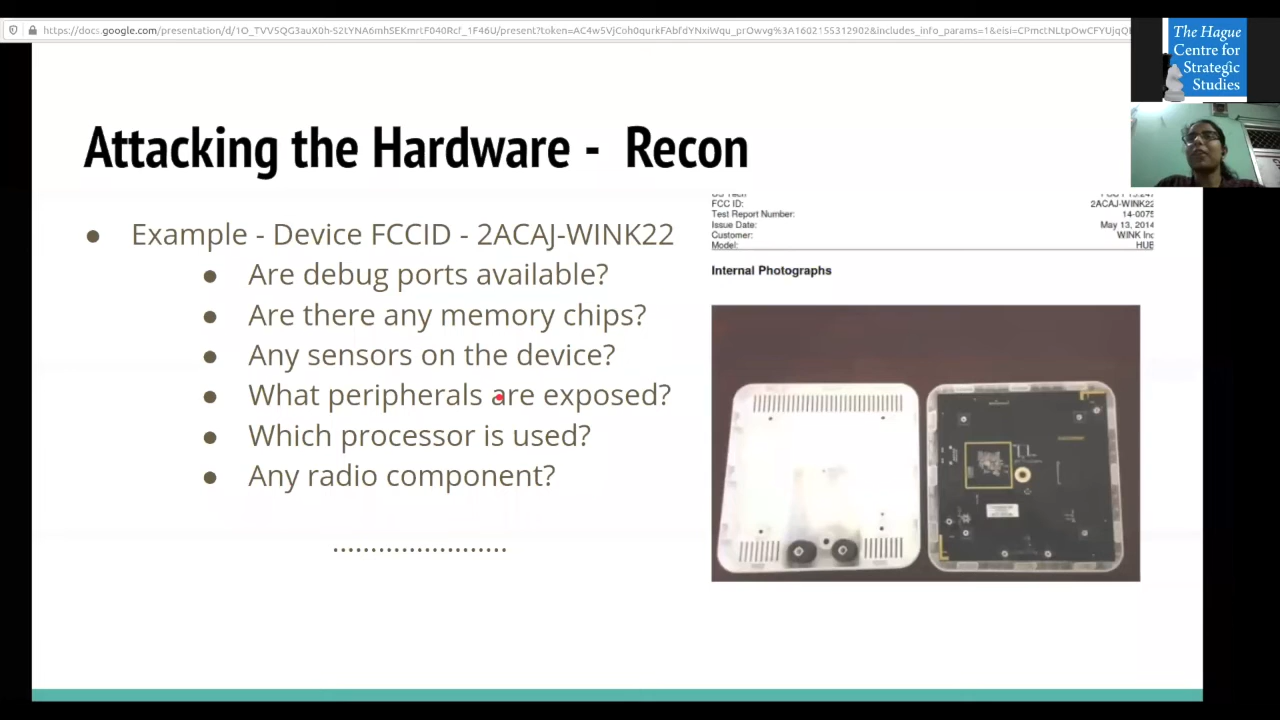 The Hague
Centre for
Strategic
Studies
Attacking the Hardware - Recon
● Example - Device FCCID - 2ACAJ-WINK22
● Are debug ports available?
● Are there any memory chips?
● Any sensors on the device?
● What peripherals are exposed?
● Which processor is used?
● Any radio component?
.......................
FCC ID: 2ACAJ-WINK22
Test Report Number: 14-0075
Issue Date: May 13, 2014
Customer: WINK Inc
Model: HUB
Internal Photographs